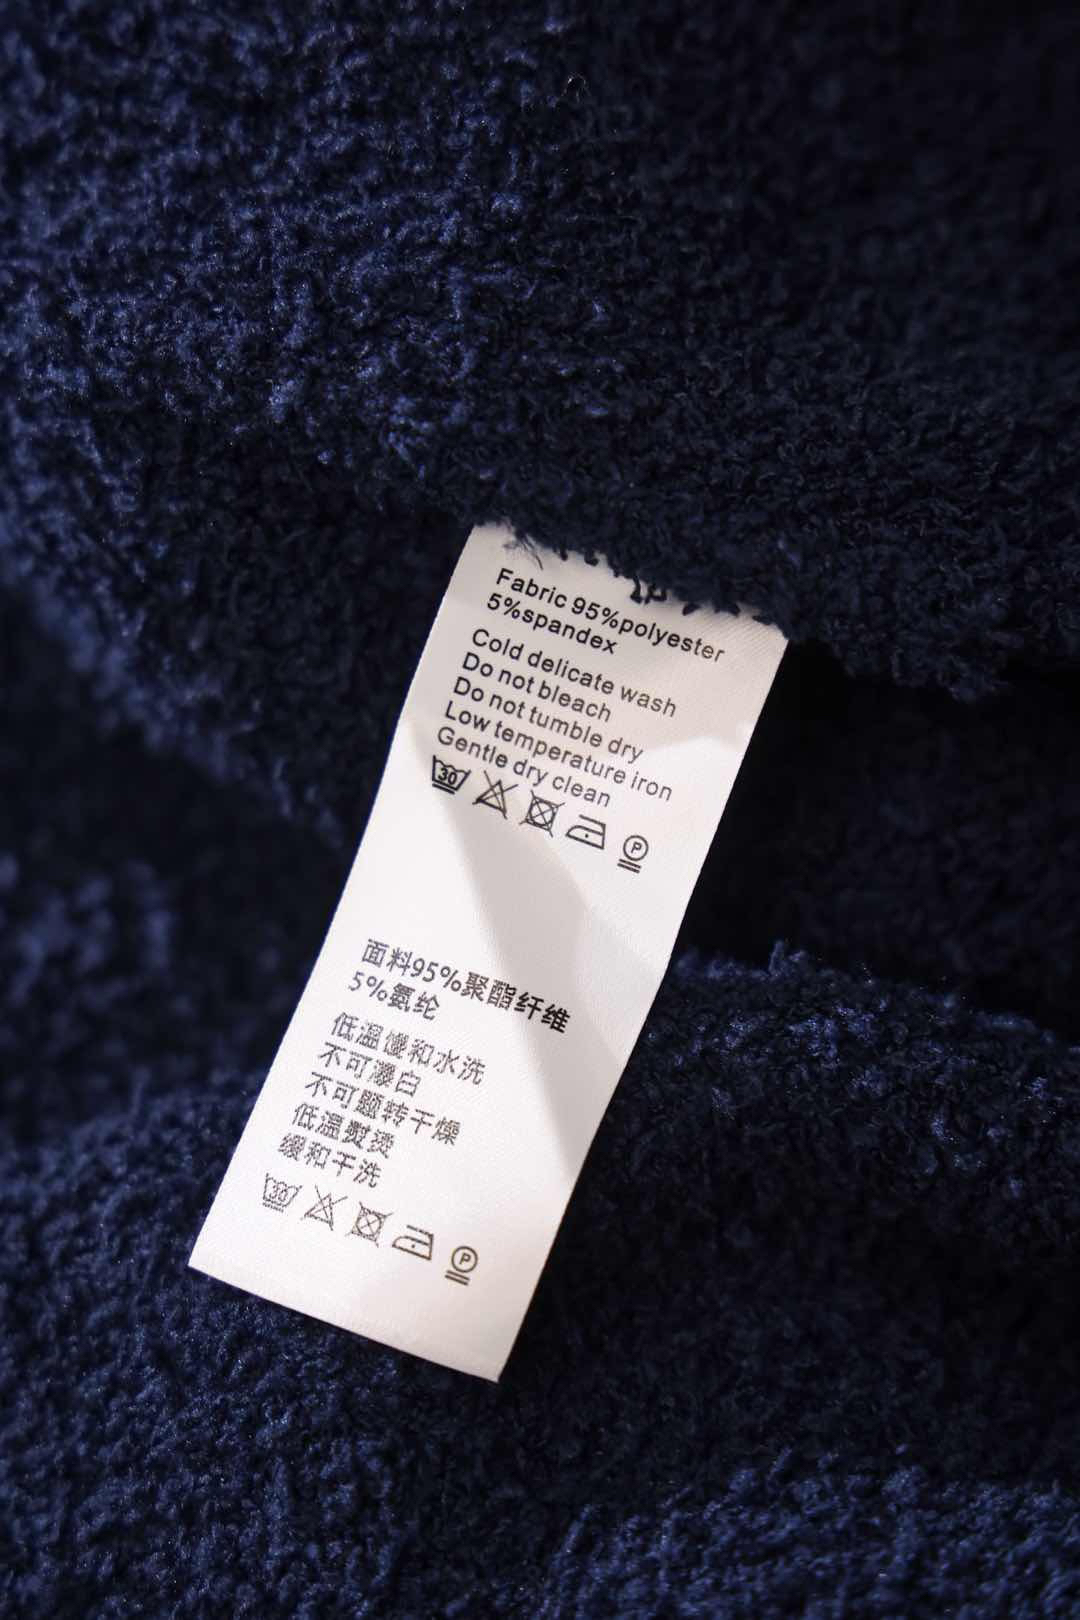 Fabric 95%polyester
5%spandex
Cold delicate wash
Do not bleach
Do not tumble dry
Low temperature iron
Gentle dry clean
30
P
面料95%聚酯纤维
5%氨纶
低温缓和水洗
不可漂白
不可翻转干燥
低温熨烫
缓和干洗
30
P